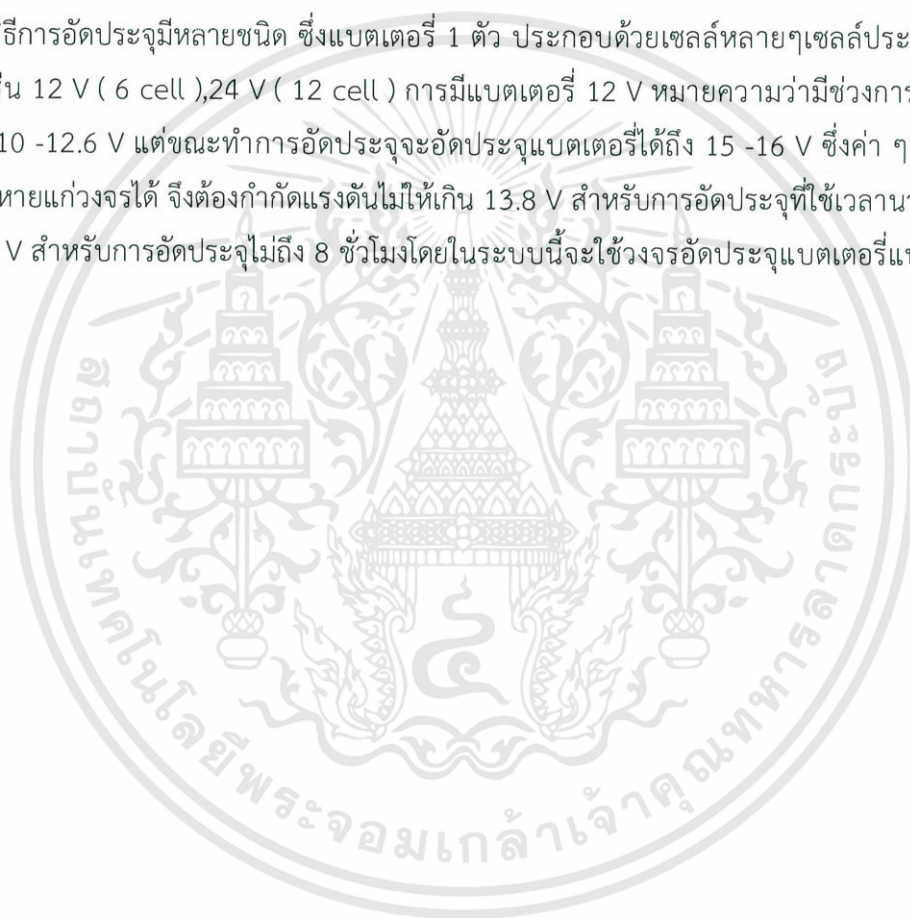 ธีการอัดประจุมีหลายชนิด ซึ่งแบตเตอรี่ 1 ตัว ประกอบด้วยเซลล์หลายๆเซลล์ประ
น 12 V ( 6 cell ),24 V ( 12 cell ) การมีแบตเตอรี่ 12 V หมายความว่ามีช่วงการ
10 -12.6 V แต่ขณะทำการอัดประจุจะอัดประจุแบตเตอรี่ได้ถึง 15 -16 V ซึ่งค่า ๆ
หายแก่วงจรได้ จึงต้องกำกัดแรงดันไม่ให้เกิน 13.8 V สำหรับการอัดประจุที่ใช้เวลานา
V สำหรับการอัดประจุไม่ถึง 8 ชั่วโมงโดยในระบบนี้จะใช้วงจรอัดประจุแบตเตอรี่แ
สถาบันเทคโนโลยีพระจอมเกล้าเจ้าคุณทหารลาดกระบัง